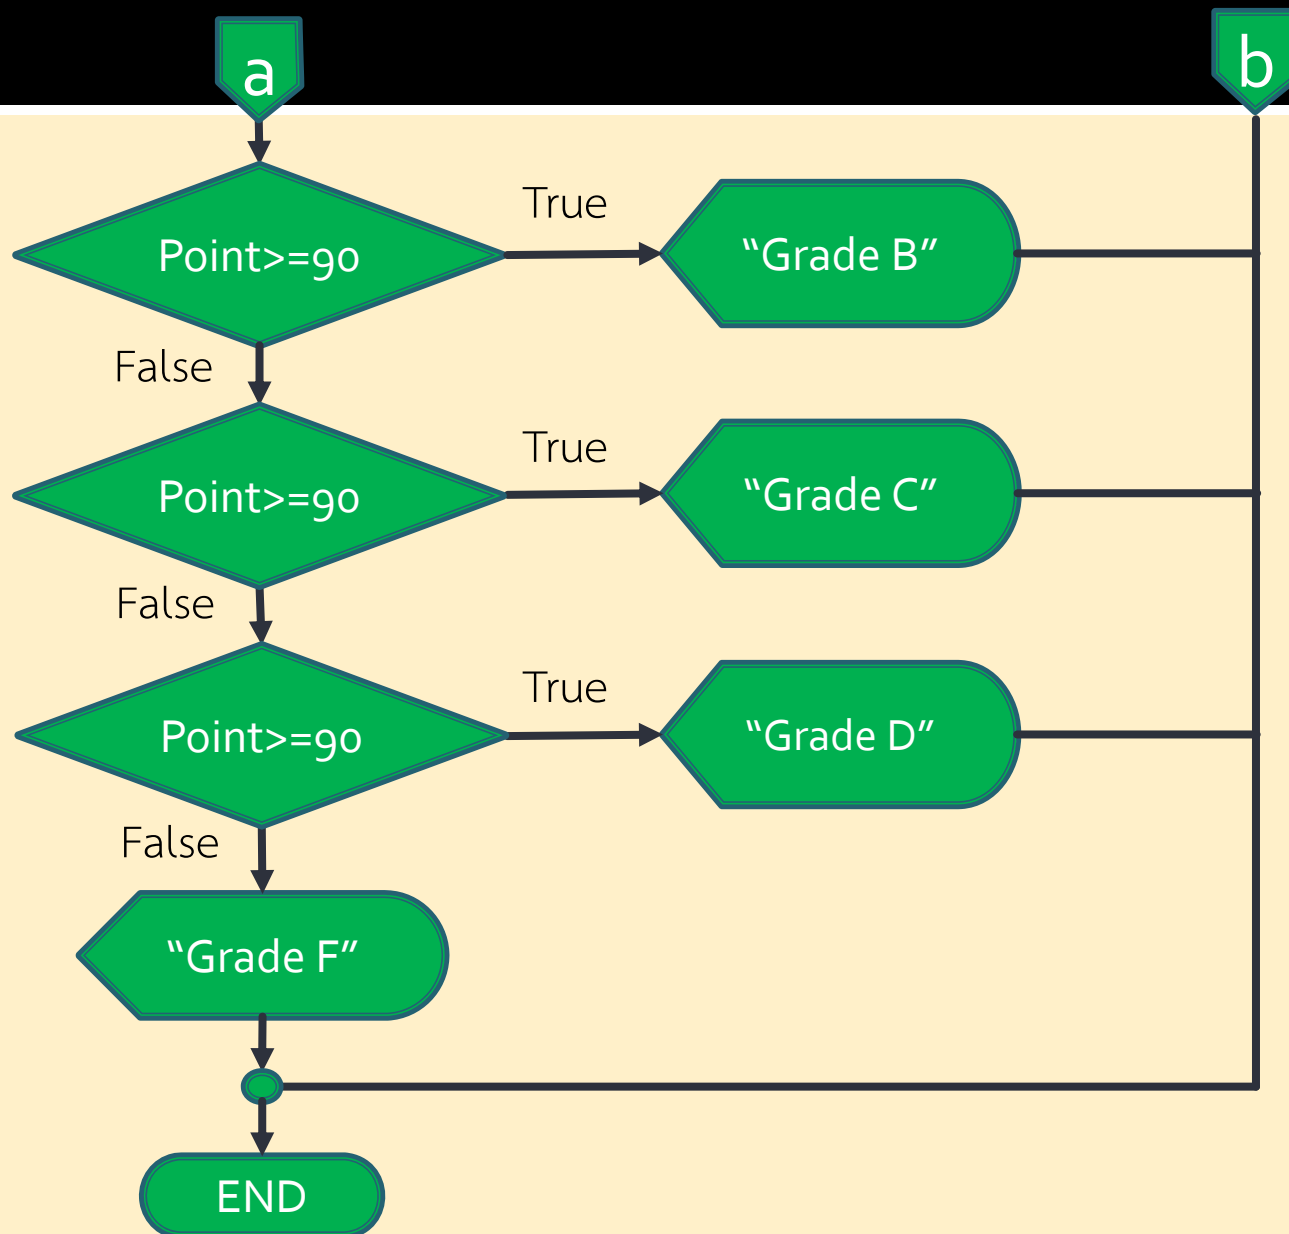 a
b
True
Point>=90
“Grade B”
False
True
Point>=90
“Grade C”
False
True
Point>=90
“Grade D”
False
“Grade F”
END